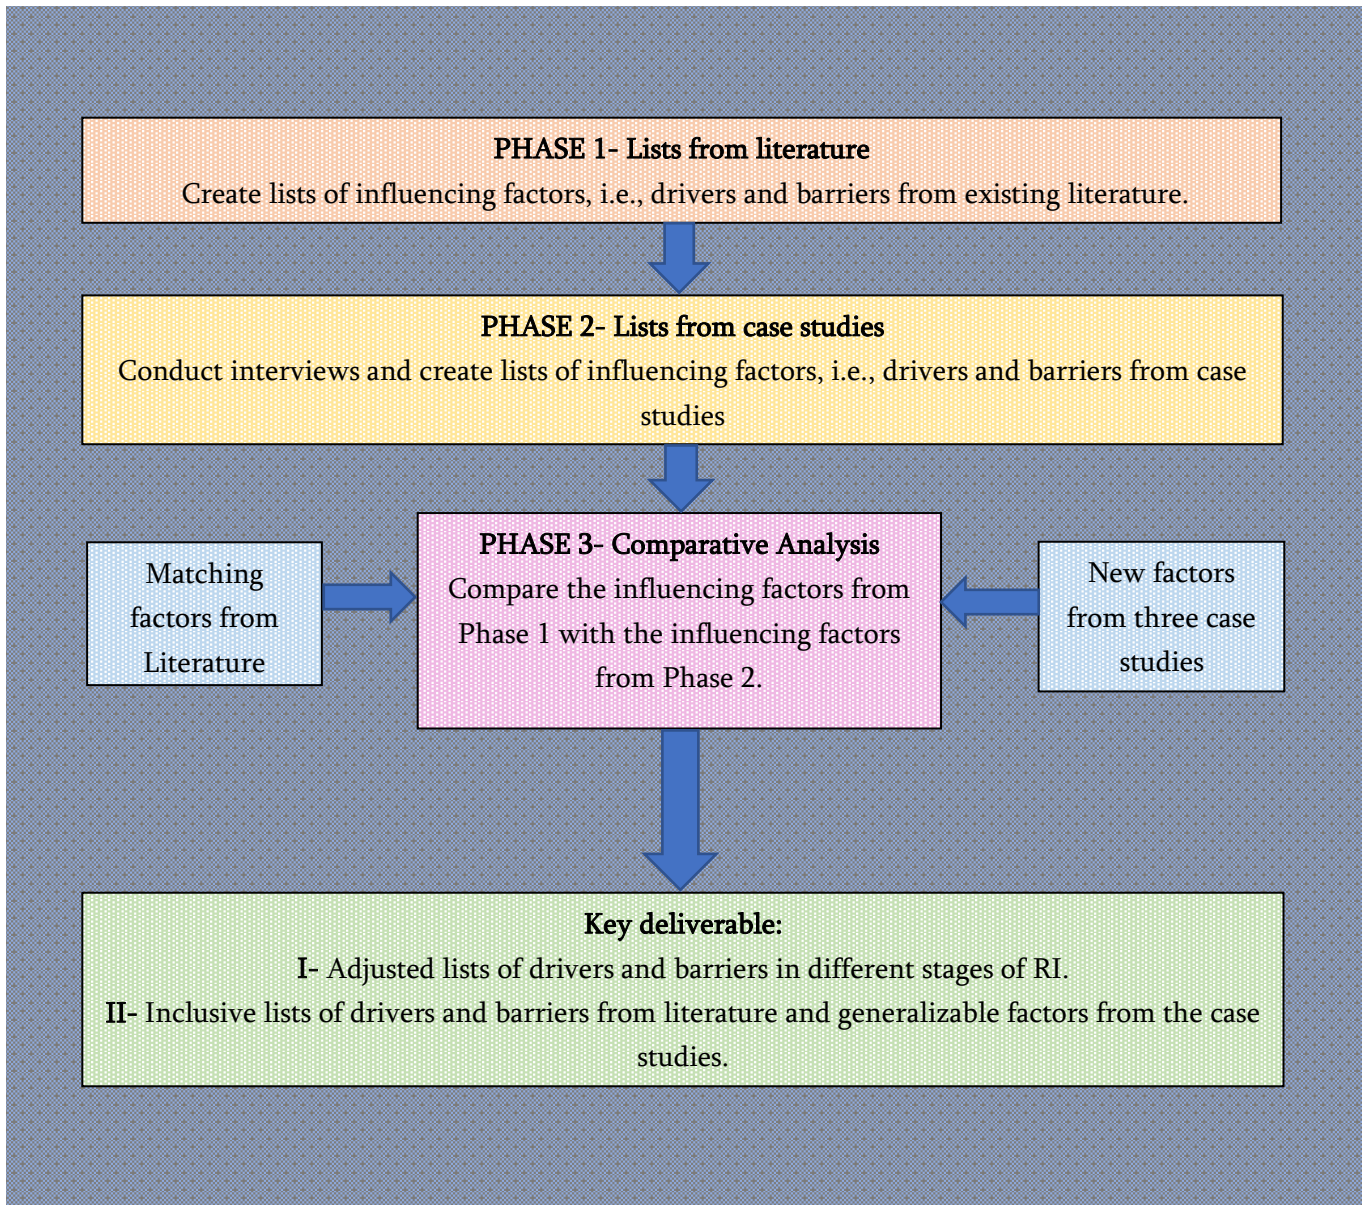 PHASE 1- Lists from literature
Create lists of influencing factors, i.e., drivers and barriers from existing literature.
PHASE 2- Lists from case studies
Conduct interviews and create lists of influencing factors, i.e., drivers and barriers from case
studies
Matching
factors from
Literature
PHASE 3- Comparative Analysis
Compare the influencing factors from
Phase 1 with the influencing factors
from Phase 2.
New factors
from three case
studies
Key deliverable:
I- Adjusted lists of drivers and barriers in different stages of RI.
II- Inclusive lists of drivers and barriers from literature and generalizable factors from the case
studies.